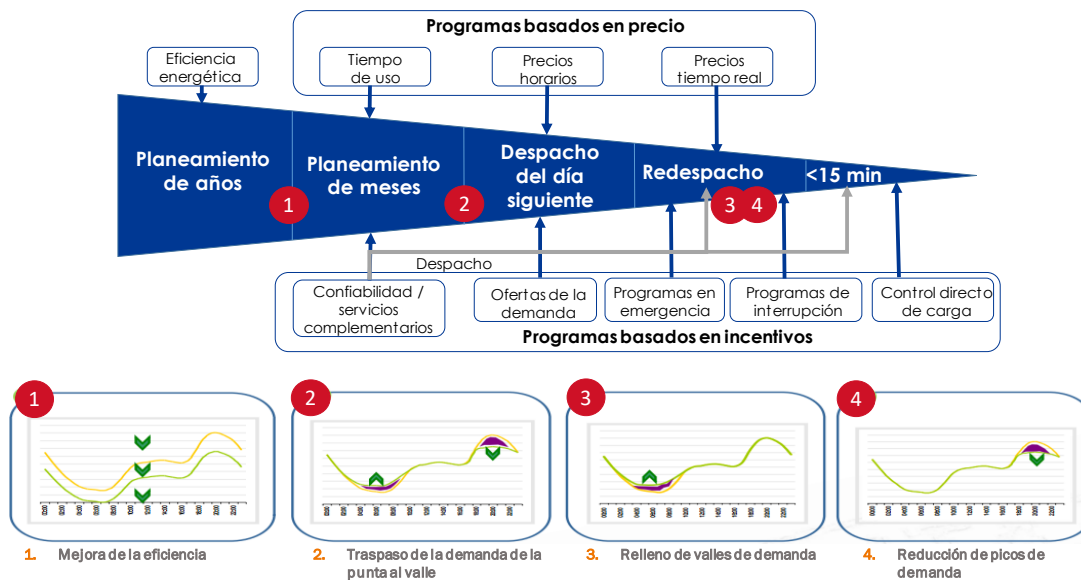 Programas basados en precio
Eficiencia
energética
Tiempo
de uso
Precios
horarios
Precios
tiempo real
Planeamiento
de años
Planeamiento
de meses
Despacho
del día
siguiente
Redespacho
<15 min
1
2
3
4
Despacho
Confiabilidad /
servicios
complementarios
Ofertas de la
demanda
Programas en
emergencia
Programas de
interrupción
Control directo
de carga
Programas basados en incentivos
1
2
3
4
1. Mejora de la eficiencia
2. Traspaso de la demanda de la
punta al valle
3. Relleno de valles de demanda
4. Reducción de picos de
demanda